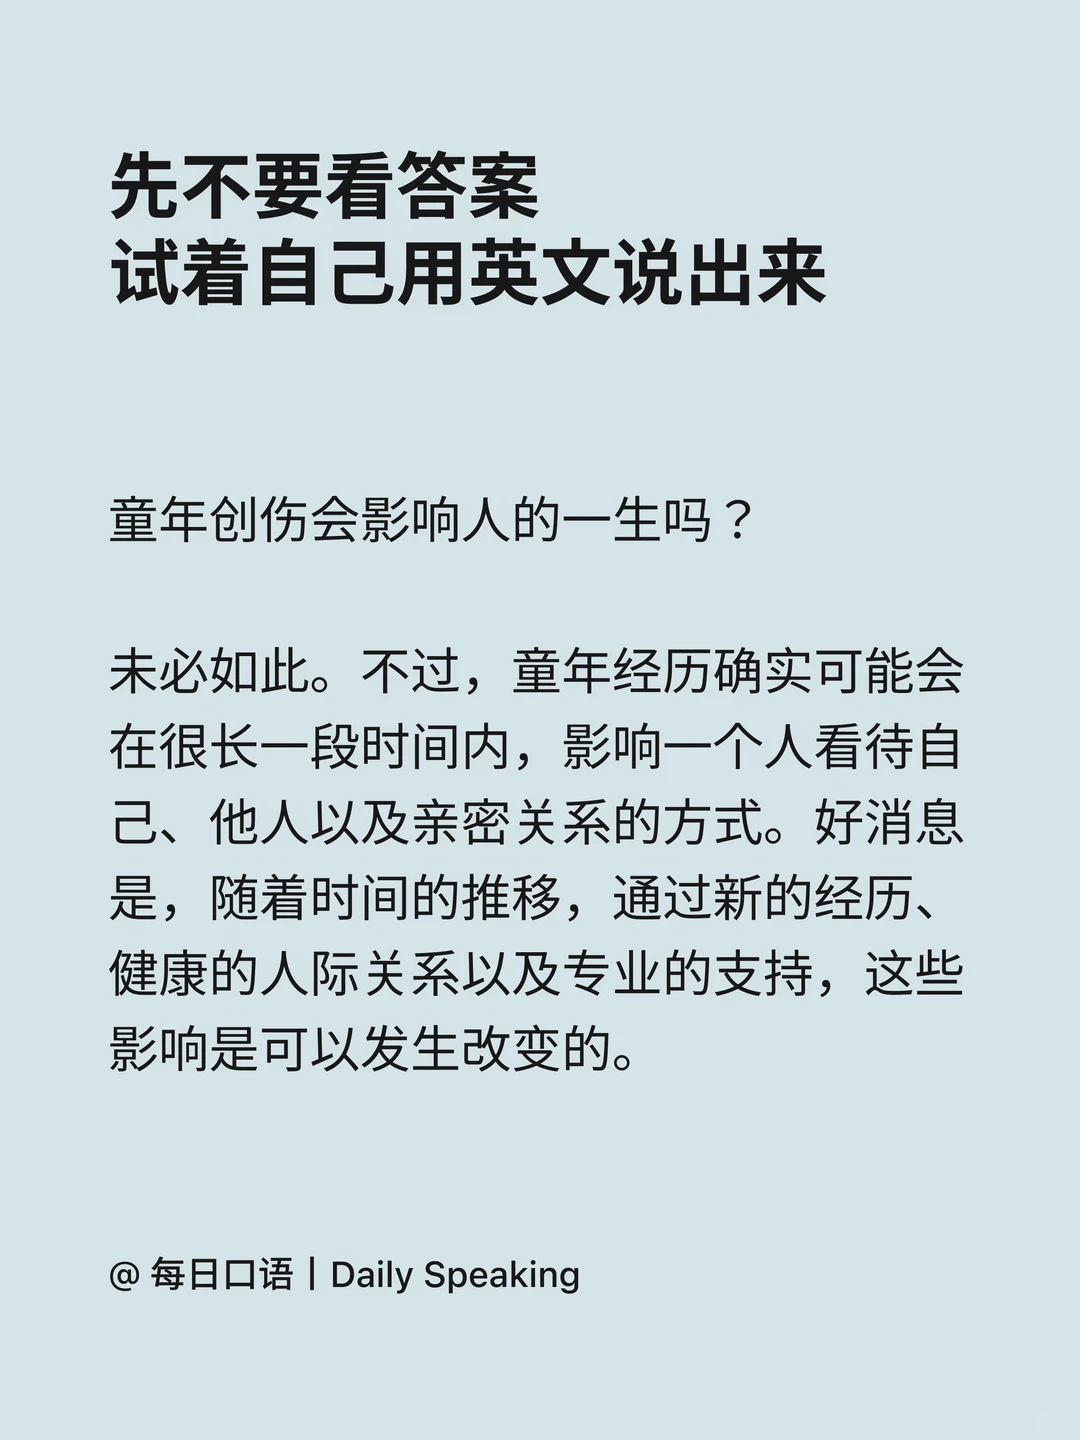 先不要看答案
试着自己用英文说出来
童年创伤会影响人的一生吗？
未必如此。不过，童年经历确实可能会
在很长一段时间内，影响一个人看待自
己、他人以及亲密关系的方式。好消息
是，随着时间的推移，通过新的经历、
健康的人际关系以及专业的支持，这些
影响是可以发生改变的。
@ 每日口语｜Daily Speaking